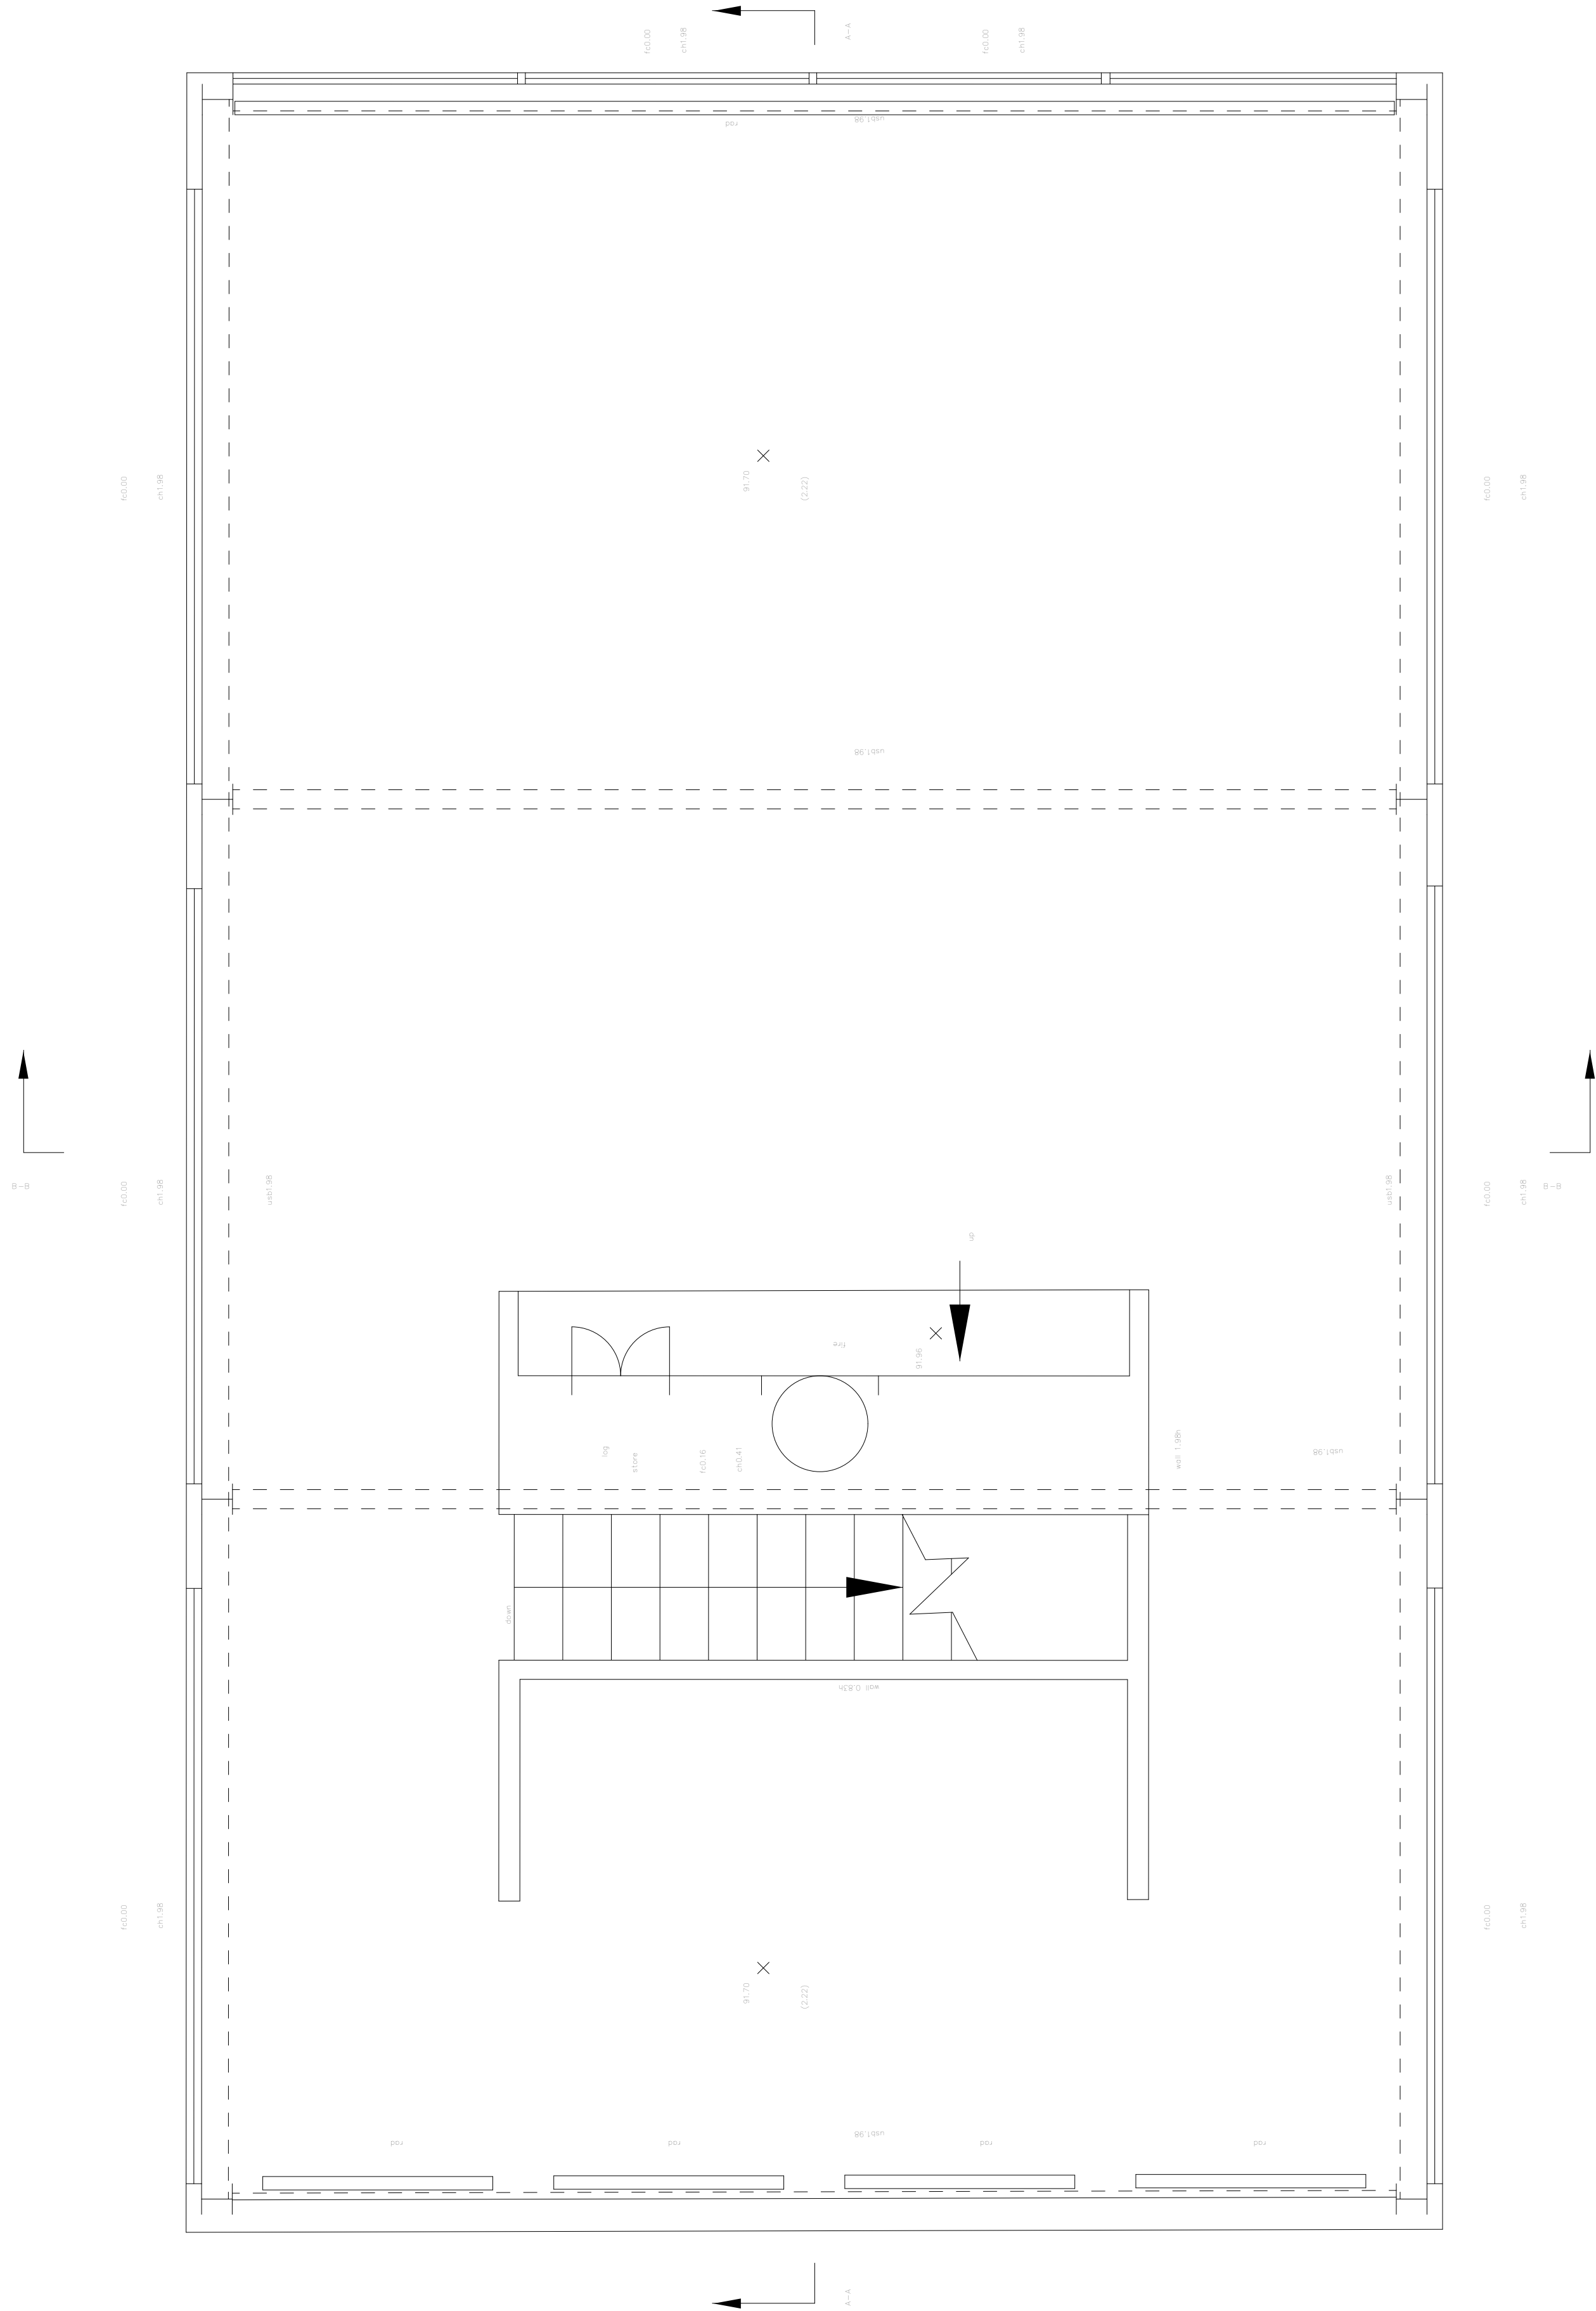 A-A
fc0.00
ch1.98
fc0.00
ch1.98
rad
usb1.98
fc0.00
ch1.98
91.70
(2.22)
fc0.00
ch1.98
usb1.98
B-B
fc0.00
ch1.98
usb1.98
usb1.98
fc0.00
ch1.98
B-B
up
fire
91.96
log
store
fc0.16
ch0.41
wall 1.98h
usb1.98
down
wall 0.83h
fc0.00
ch1.98
91.70
(2.22)
fc0.00
ch1.98
usb1.98
rad
rad
rad
rad
A-A